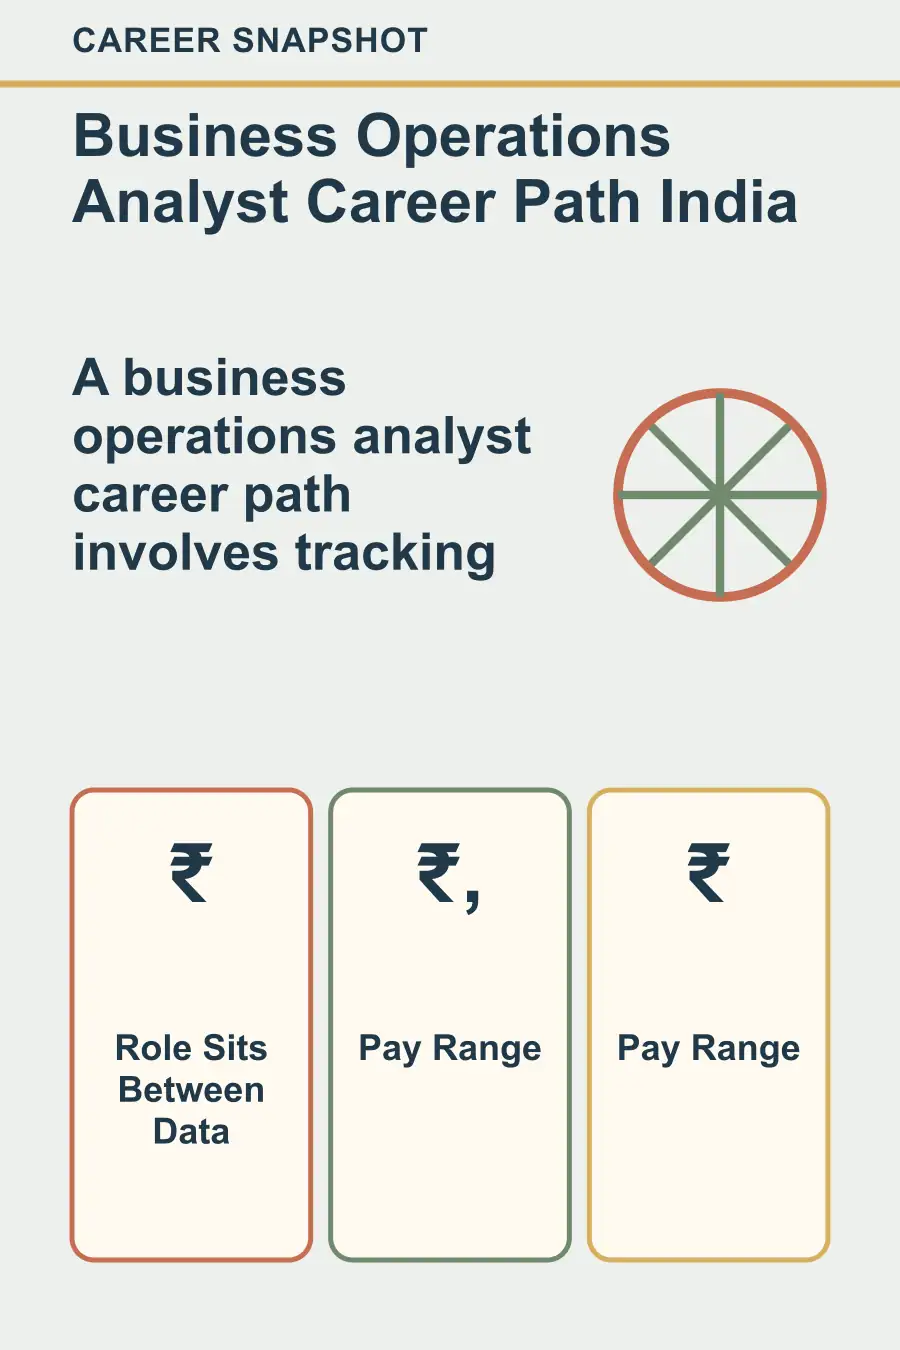 CAREER SNAPSHOT
Business Operations
Analyst Career Path India
A business
operations analyst
career path
involves tracking
₹
Role Sits
Between
Data
₹,
Pay Range
₹
Pay Range